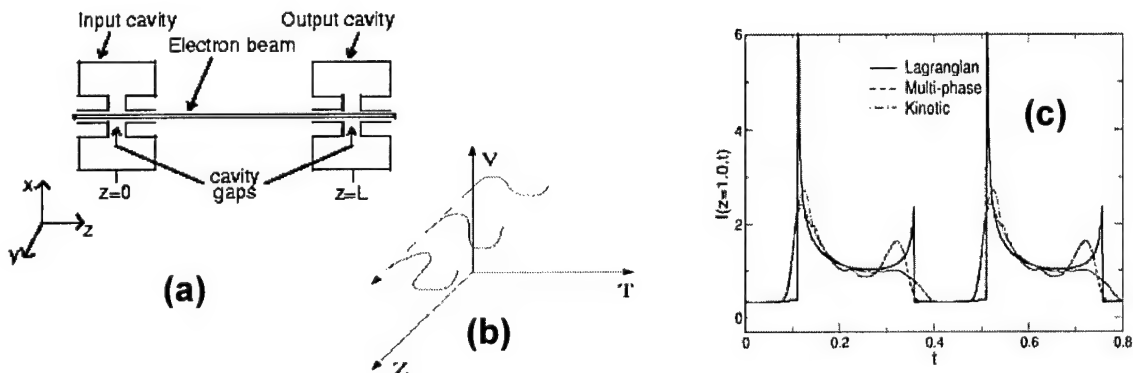 Input cavity
Output cavity
Electron beam
cavity
gaps
z=0
z=L
x
z
y
(a)
V
T
Z
(b)
6
4
2
0
I(z=1.0,t)
Lagrangian
Multi-phase
Kinotic
(c)
0
0.2
0.4
0.6
0.8
t